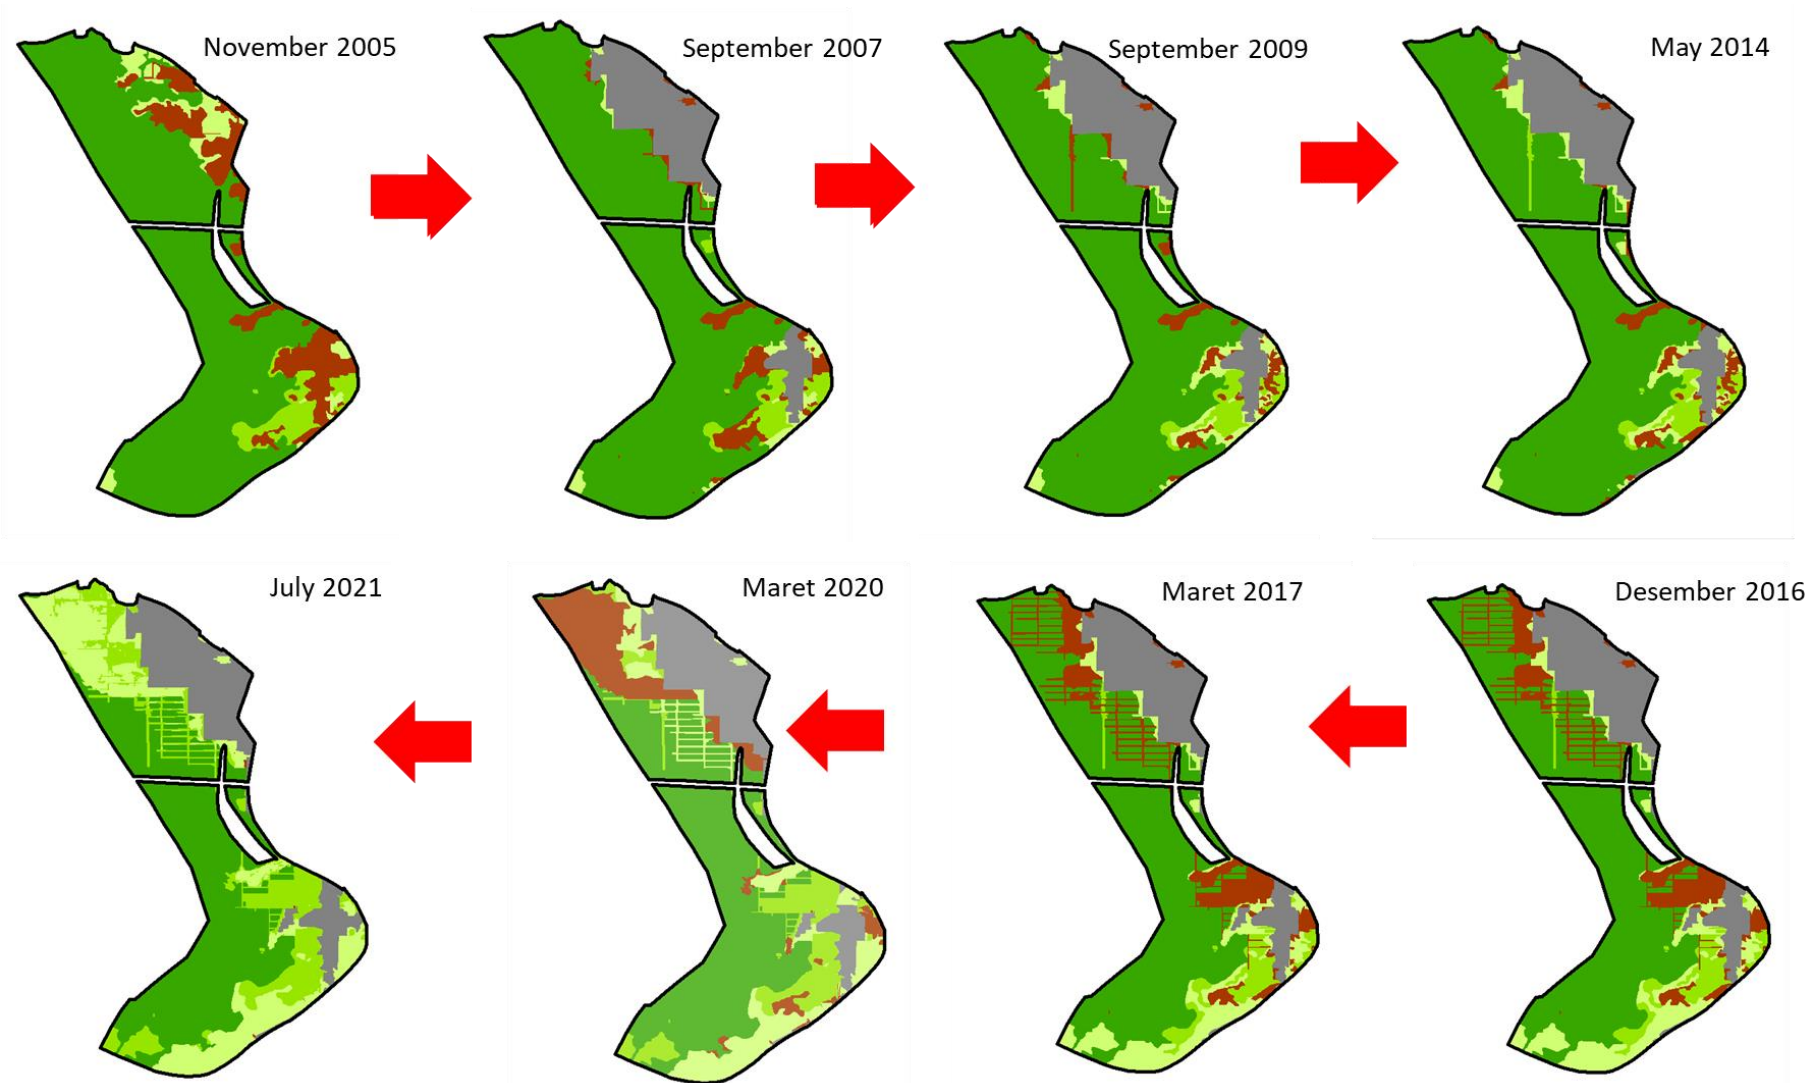 November 2005
September 2007
September 2009
May 2014
July 2021
Maret 2020
Maret 2017
Desember 2016